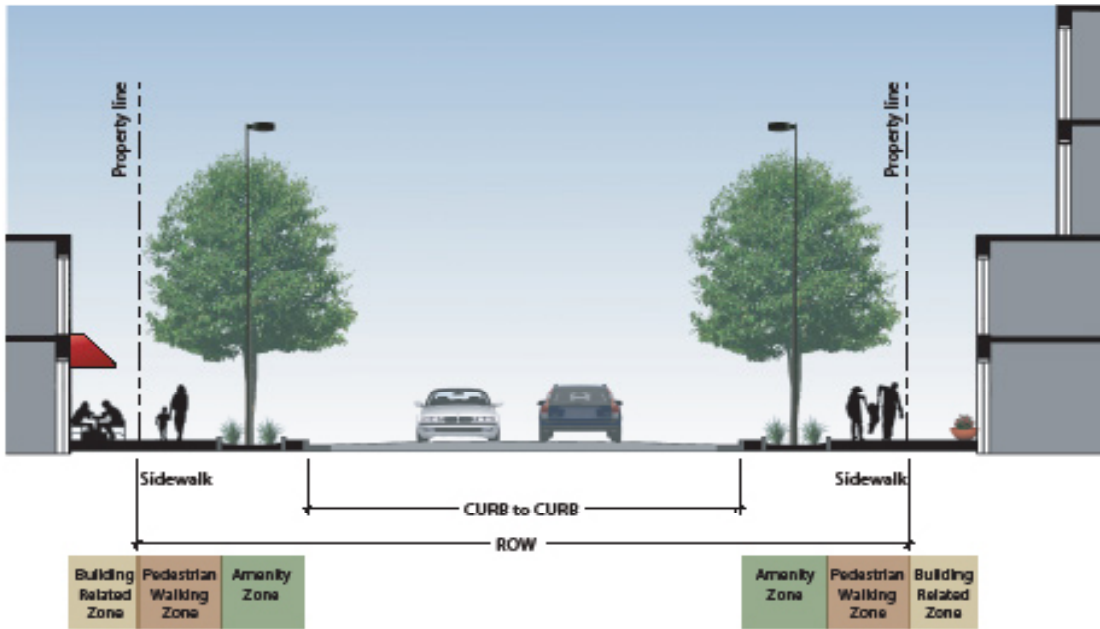 Property line
Property line
Sidewalk
Sidewalk
CURB to CURB
ROW
Building
Related
Zone
Pedestrian
Walking
Zone
Amenity
Zone
Amenity
Zone
Pedestrian
Walking
Zone
Building
Related
Zone